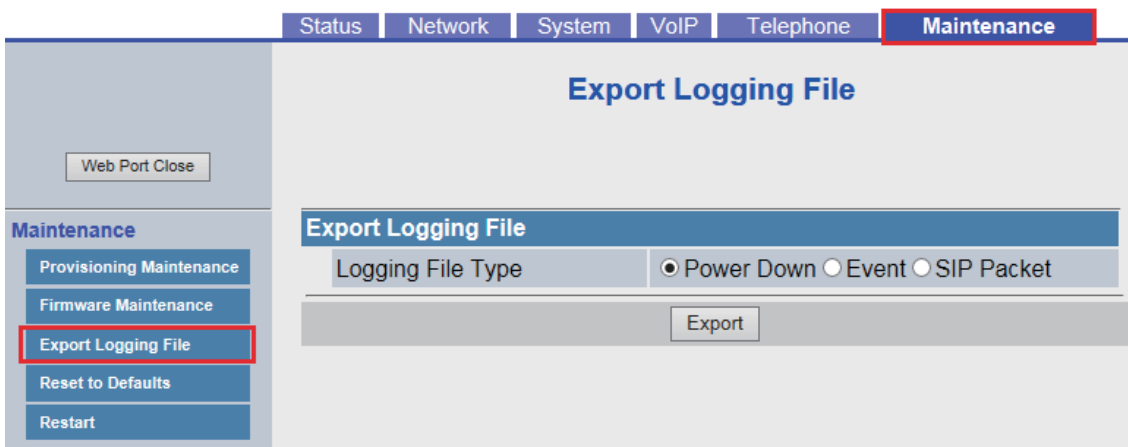 Status Network System VoIP Telephone Maintenance
Export Logging File
Web Port Close
Maintenance
Provisioning Maintenance
Firmware Maintenance
Export Logging File
Reset to Defaults
Restart
Export Logging File
Logging File Type Power Down Event SIP Packet
Export